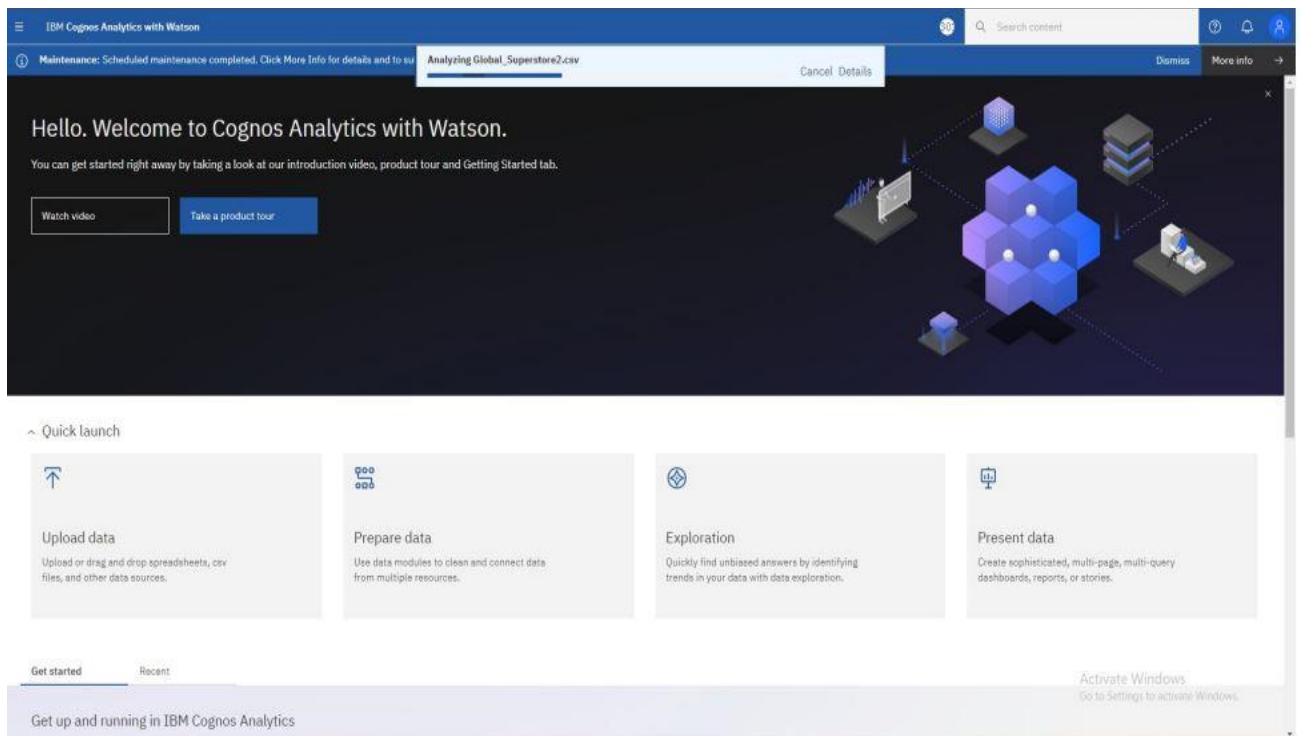 IBM Cognos Analytics with Watson
Search content
Maintenance: Scheduled maintenance completed. Click More Info for details and to su
Analyzing Global_Superstore2.csv
Cancel Details
Dismiss
More info
Hello. Welcome to Cognos Analytics with Watson.
You can get started right away by taking a look at our introduction video, product tour and Getting Started tab.
Watch video
Take a product tour
Quick launch
Upload data
Upload or drag and drop spreadsheets, csv
files, and other data sources.
Prepare data
Use data modules to clean and connect data
from multiple resources.
Exploration
Quickly find unbiased answers by identifying
trends in your data with data exploration.
Present data
Create sophisticated, multi-page, multi-query
dashboards, reports, or stories.
Get started
Recent
Activate Windows
Go to Settings to activate Windows.
Get up and running in IBM Cognos Analytics